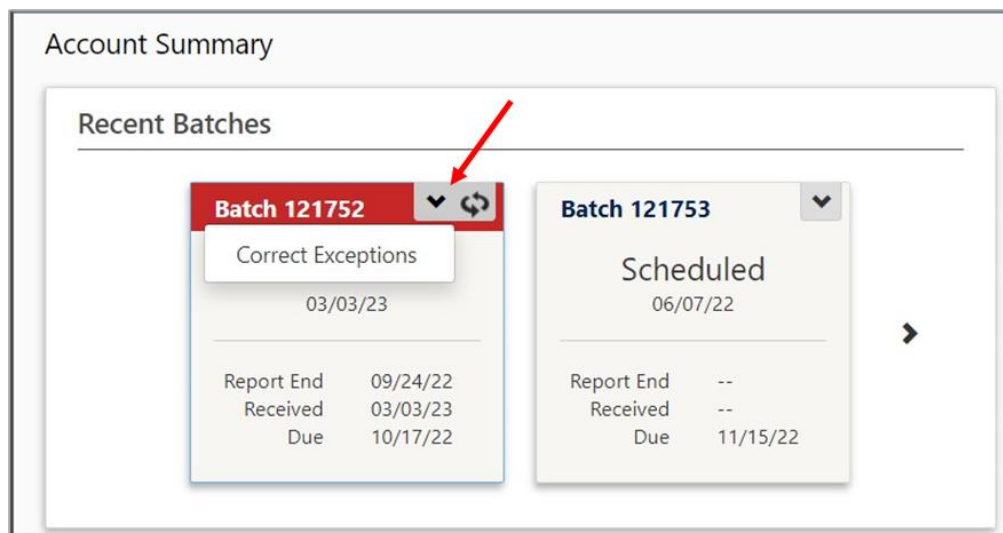 Account Summary
Recent Batches
Batch 121752
Correct Exceptions
03/03/23
Report End 09/24/22
Received 03/03/23
Due 10/17/22
Batch 121753
Scheduled
06/07/22
Report End --
Received --
Due 11/15/22